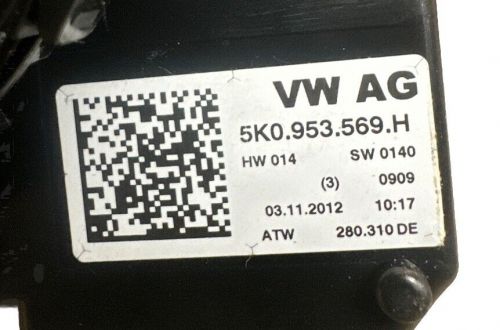 VW AG
5K0.953.569.H
HW 014 SW 0140
(3) 0909
03.11.2012 10:17
ATW 280.310 DE